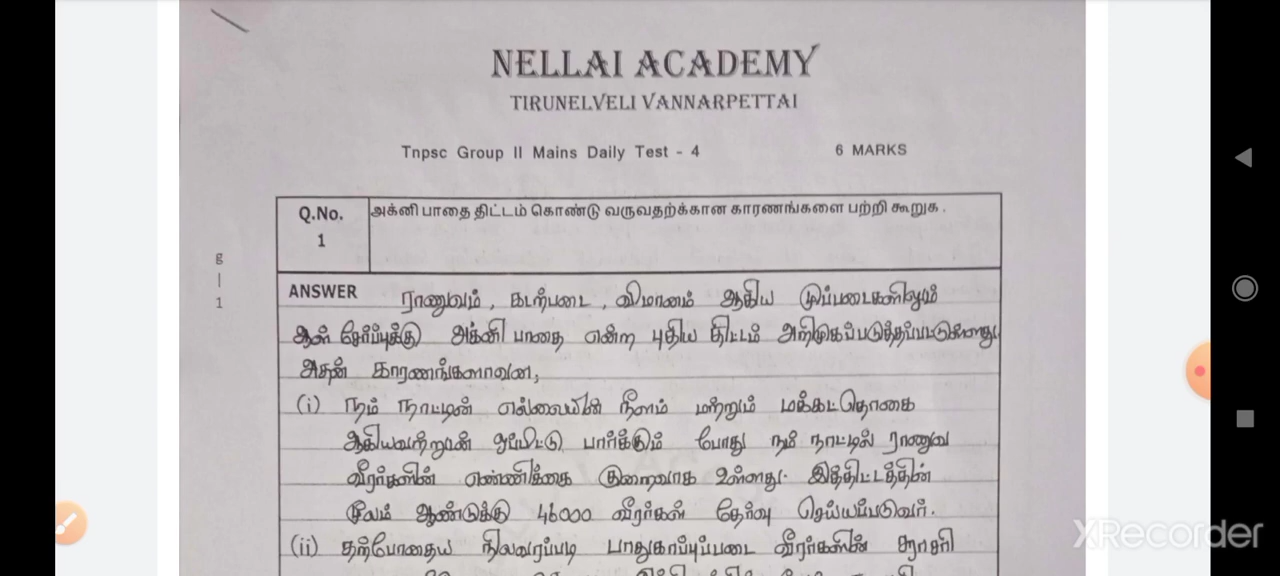 NELLAI ACADEMY
TIRUNELVELI VANNARPETTAI
Tnpsc Group II Mains Daily Test - 4 6 MARKS
Q.No. 1 அக்னி பாதை திட்டம் கொண்டு வருவதற்க்கான காரணங்களை பற்றி கூறுக.
g
|
1
ANSWER ராணுவம், கடற்படை, விமானம் ஆகிய முப்படைகளிலும்
ஆள் சேர்ப்புக்கு அக்னி பாதை என்ற புதிய திட்டம் அறிமுகப்படுத்தப்பட்டுள்ளது.
அதன் காரணங்களாவன,
(i) நம் நாட்டின் எல்லையின் நீளம் மற்றும் மக்கட்தொகை
ஆகியவற்றுடன் ஒப்பிட்டு பார்க்கும் போது நம் நாட்டில் ராணுவ
வீரர்களின் எண்ணிக்கை குறைவாக உள்ளது. இத்திட்டத்தின்
மூலம் ஆண்டுக்கு 46000 வீரர்கள் தேர்வு செய்யப்படுவர்.
(ii) தற்போதைய நிலவரப்படி பாதுகாப்புப்படை வீரர்களின் சராசரி
XRecorder